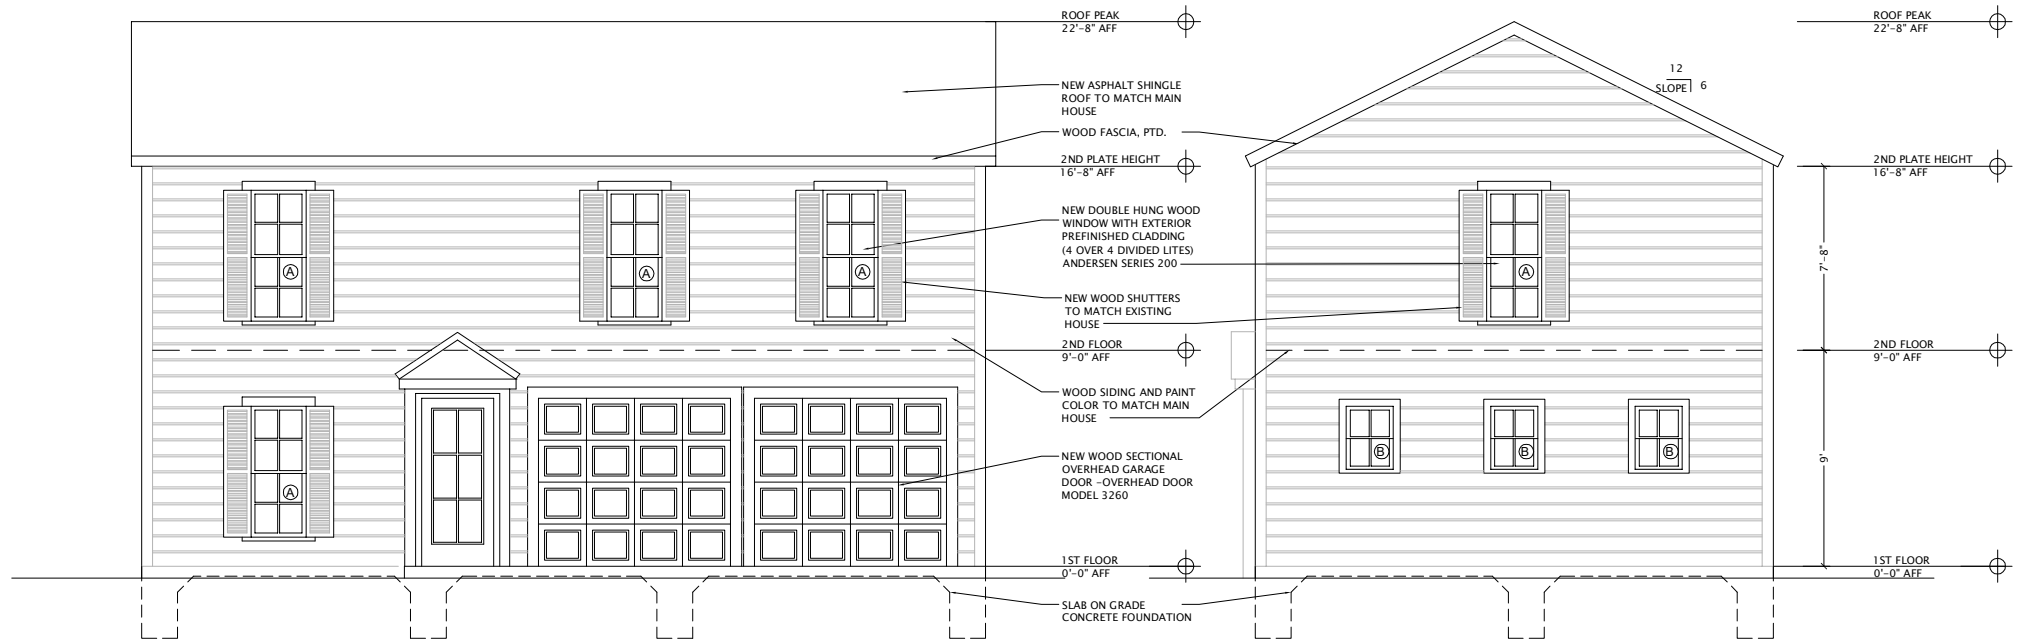 ROOF PEAK
22'-8" AFF
NEW ASPHALT SHINGLE
ROOF TO MATCH MAIN
HOUSE
WOOD FASCIA, PTD.
2ND PLATE HEIGHT
16'-8" AFF
NEW DOUBLE HUNG WOOD
WINDOW WITH EXTERIOR
PREFINISHED CLADDING
(4 OVER 4 DIVIDED LITES)
ANDERSEN SERIES 200
NEW WOOD SHUTTERS
TO MATCH EXISTING
HOUSE
2ND FLOOR
9'-0" AFF
WOOD SIDING AND PAINT
COLOR TO MATCH MAIN
HOUSE
NEW WOOD SECTIONAL
OVERHEAD GARAGE
DOOR -OVERHEAD DOOR
MODEL 3260
1ST FLOOR
0'-0" AFF
SLAB ON GRADE
CONCRETE FOUNDATION
A
A
A
A
12
SLOPE 6
A
B
B
B
7'-8"
9'
ROOF PEAK
22'-8" AFF
2ND PLATE HEIGHT
16'-8" AFF
2ND FLOOR
9'-0" AFF
1ST FLOOR
0'-0" AFF